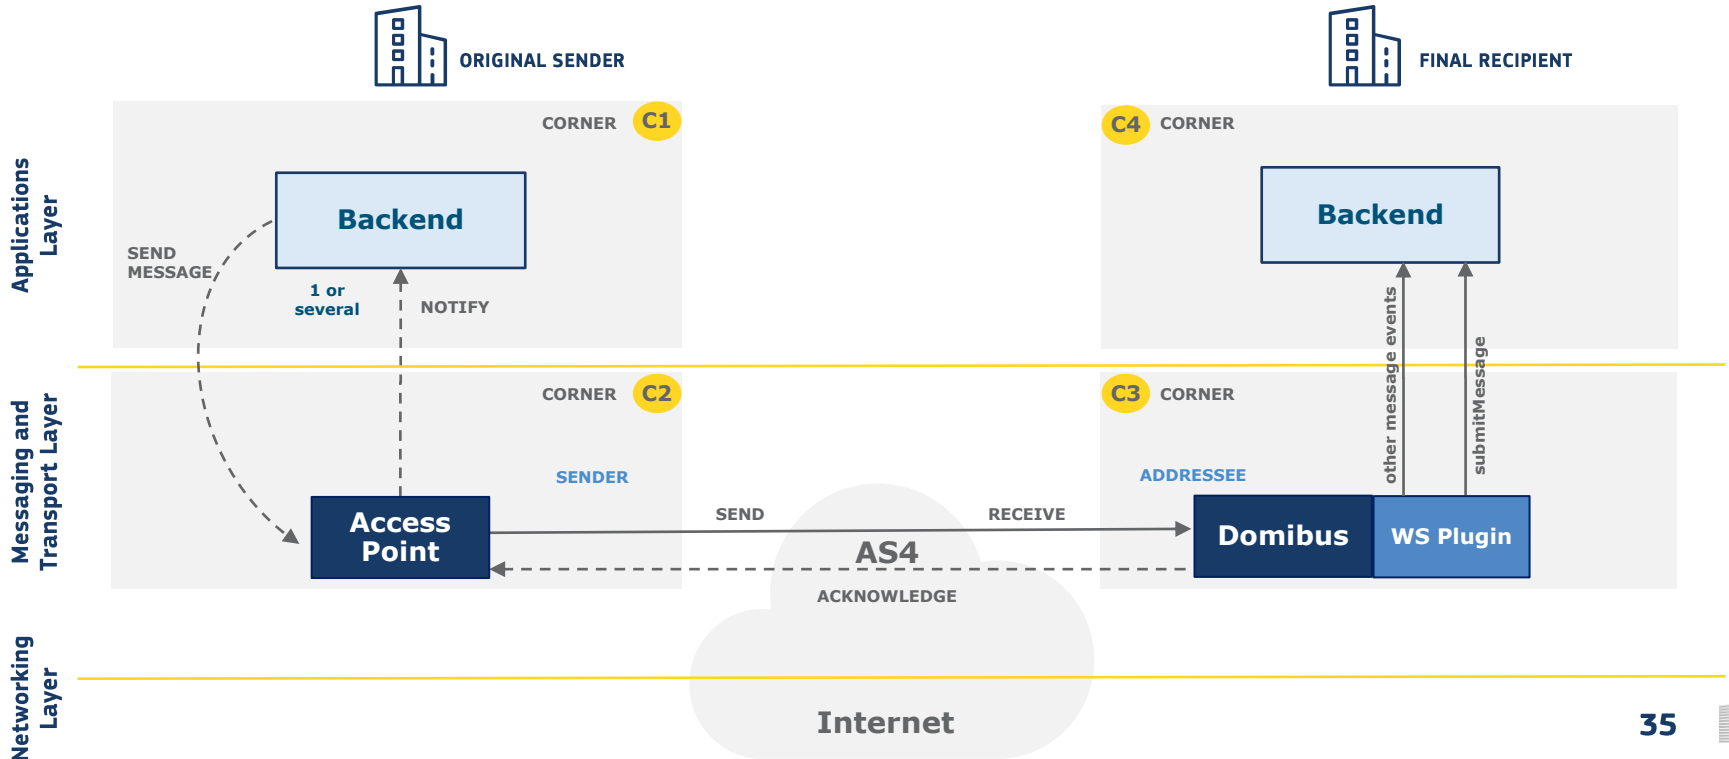 ORIGINAL SENDER
FINAL RECIPIENT
Applications
Layer
CORNER
C1
Backend
SEND
MESSAGE
1 or
several
NOTIFY
C4
CORNER
Backend
other message events
submitMessage
Messaging and
Transport Layer
CORNER
C2
SENDER
Access
Point
SEND
RECEIVE
AS4
ACKNOWLEDGE
C3
CORNER
ADDRESSEE
Domibus
WS Plugin
Networking
Layer
Internet
35